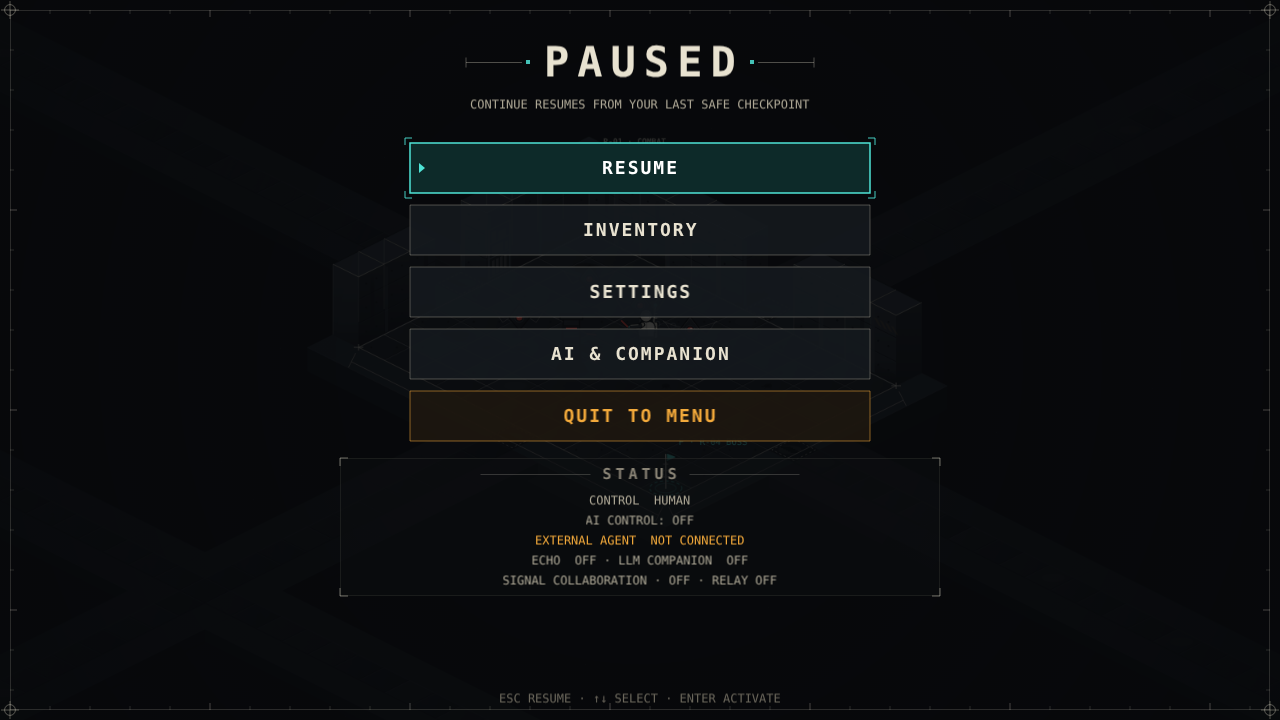 PAUSED
CONTINUE RESUMES FROM YOUR LAST SAFE CHECKPOINT
RESUME
INVENTORY
SETTINGS
AI & COMPANION
QUIT TO MENU
STATUS
CONTROL HUMAN
AI CONTROL: OFF
EXTERNAL AGENT NOT CONNECTED
ECHO OFF · LLM COMPANION OFF
SIGNAL COLLABORATION · OFF · RELAY OFF
ESC RESUME · ↑↓ SELECT · ENTER ACTIVATE